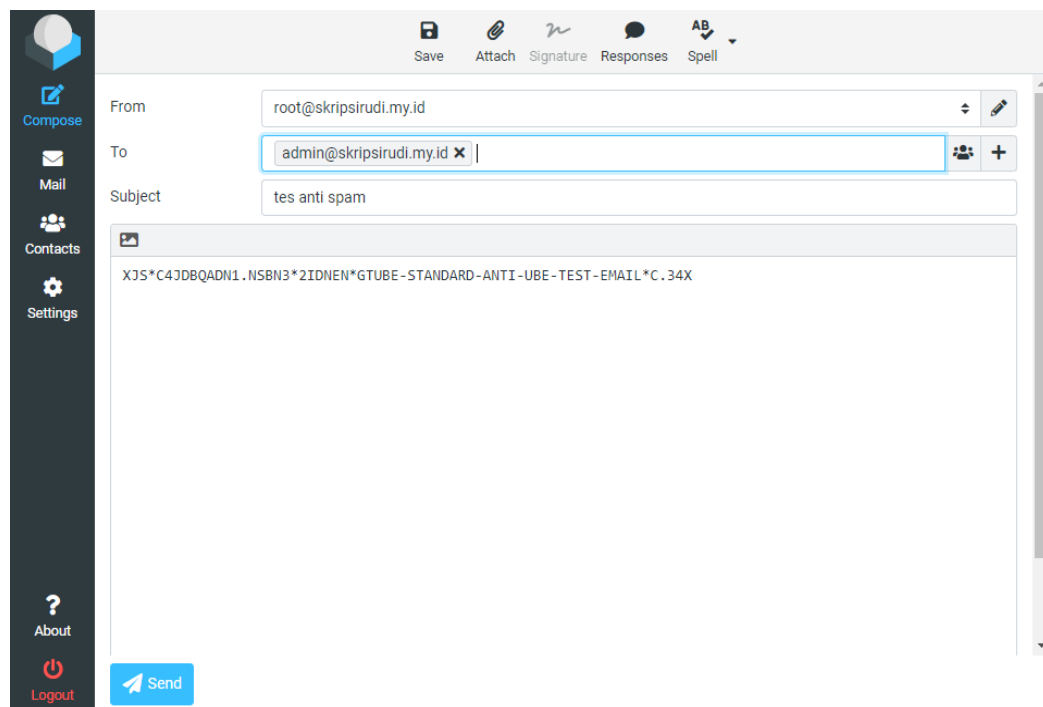 Save Attach Signature Responses Spell
Compose
Mail
Contacts
Settings
About
Logout
From root@skripsirudi.my.id
To admin@skripsirudi.my.id
Subject tes anti spam
XJS*C4JDBQADN1.NSBN3*2IDNEN*GTUBE-STANDARD-ANTI-UBE-TEST-EMAIL*C.34X
Send